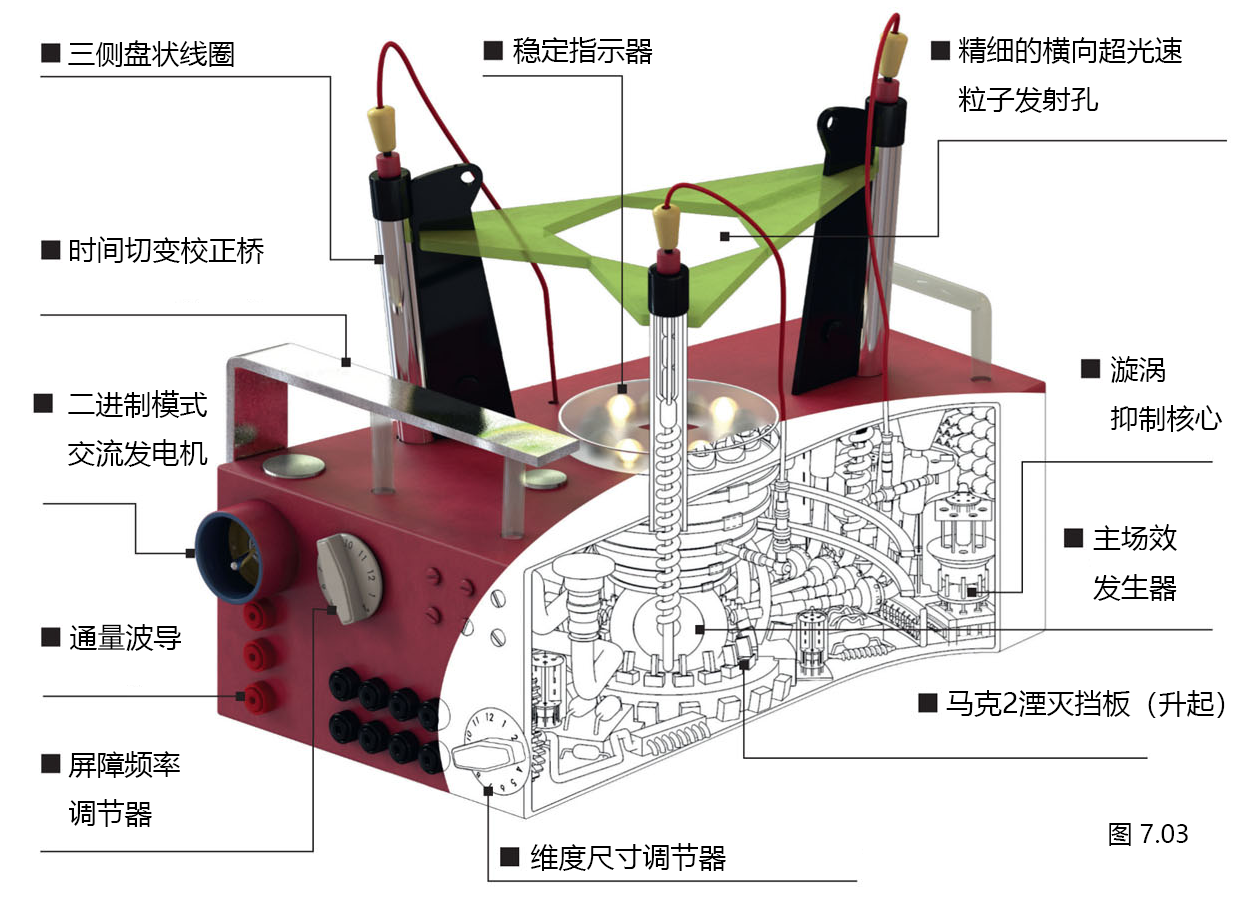 ■ 三侧盘状线圈
■ 稳定指示器
■ 精细的横向超光速
粒子发射孔
■ 时间切变校正桥
■ 二进制模式
交流发电机
■ 漩涡
抑制核心
■ 主场效
发生器
■ 通量波导
■ 马克2湮灭挡板（升起）
■ 屏障频率
调节器
■ 维度尺寸调节器
图 7.03